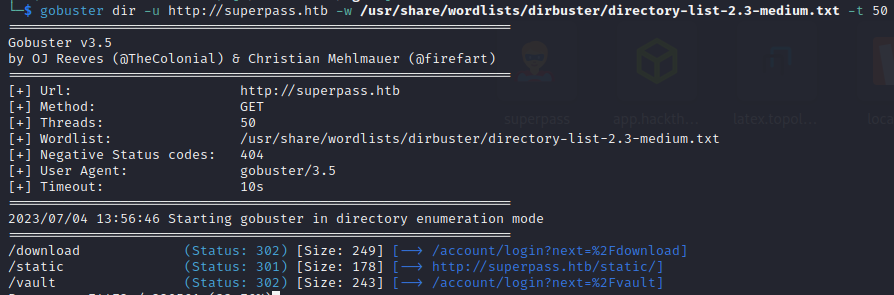 └─$ gobuster dir -u http://superpass.htb -w /usr/share/wordlists/dirbuster/directory-list-2.3-medium.txt -t 50
===============================================================
Gobuster v3.5
by OJ Reeves (@TheColonial) & Christian Mehlmauer (@firefart)
===============================================================
[+] Url: http://superpass.htb
[+] Method: GET
[+] Threads: 50
[+] Wordlist: /usr/share/wordlists/dirbuster/directory-list-2.3-medium.txt
[+] Negative Status codes: 404
[+] User Agent: gobuster/3.5
[+] Timeout: 10s
===============================================================
2023/07/04 13:56:46 Starting gobuster in directory enumeration mode
===============================================================
/download (Status: 302) [Size: 249] [--> /account/login?next=%2Fdownload]
/static (Status: 301) [Size: 178] [--> http://superpass.htb/static/]
/vault (Status: 302) [Size: 243] [--> /account/login?next=%2Fvault]
superpass
app.hackth...
latex.topol...
loca